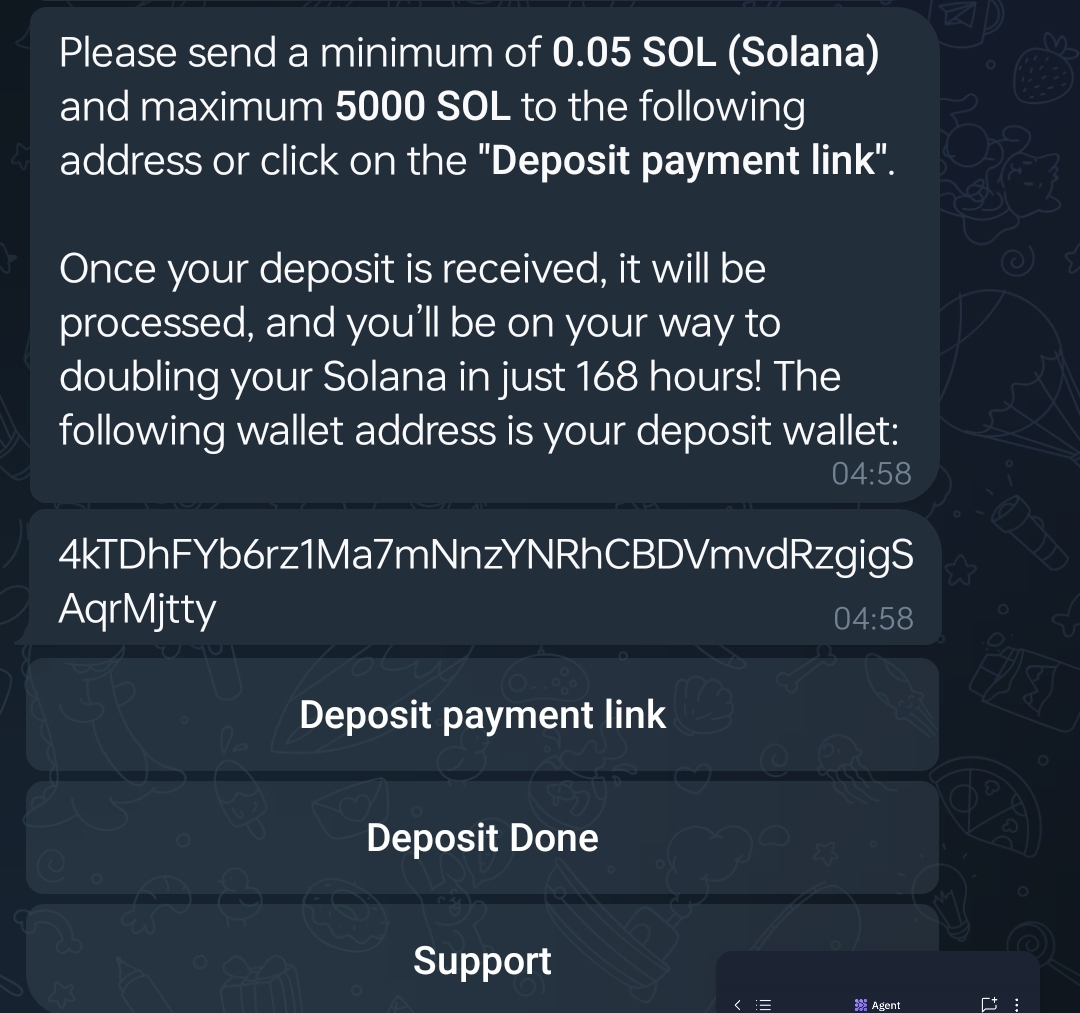 Please send a minimum of 0.05 SOL (Solana)
and maximum 5000 SOL to the following
address or click on the "Deposit payment link".
Once your deposit is received, it will be
processed, and you’ll be on your way to
doubling your Solana in just 168 hours! The
following wallet address is your deposit wallet:
04:58
4kTDhFYb6rz1Ma7mNnzYNRhCBDVmvdRzgigS
AqrMjtty
04:58
Deposit payment link
Deposit Done
Support
Agent